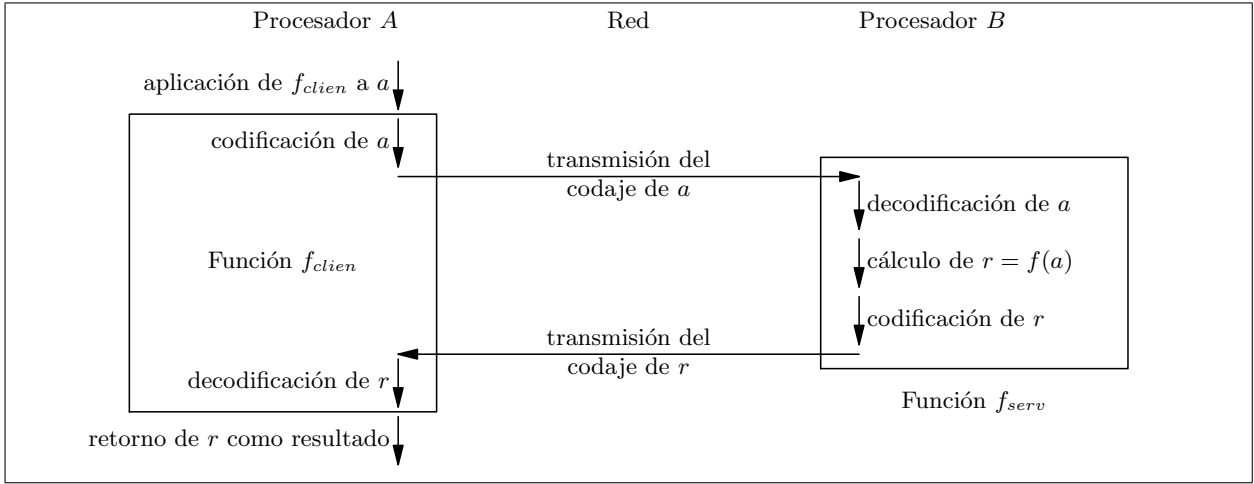 Procesador A Red Procesador B
aplicación de f_clien a a
codificación de a
transmisión del
codaje de a
decodificación de a
Función f_clien
cálculo de r = f(a)
codificación de r
transmisión del
codaje de r
decodificación de r
Función f_serv
retorno de r como resultado